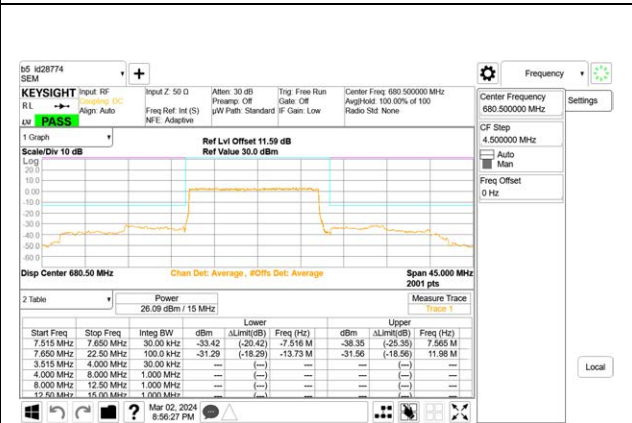 b5 id28774
SEM
Frequency
KEYSIGHT Input: RF Input Z: 50 Ω Atten: 30 dB Trig: Free Run Center Freq: 680.500000 MHz
RL Coupling: DC Preamp: Off Gate: Off Avg|Hold: 100.00% of 100
Align: Auto Freq Ref: Int (S) µW Path: Standard IF Gain: Low Radio Std: None
PASS NFE: Adaptive
Center Frequency
680.500000 MHz
Settings
CF Step
4.500000 MHz
Auto
Man
Freq Offset
0 Hz
1 Graph
Ref Lvl Offset 11.59 dB
Scale/Div 10 dB Ref Value 30.0 dBm
Log
20.0
10.0
0.00
-10.0
-20.0
-30.0
-40.0
-50.0
-60.0
Disp Center 680.50 MHz Chan Det: Average, #Offs Det: Average Span 45.000 MHz
2001 pts
2 Table Power Measure Trace
26.09 dBm / 15 MHz Trace 1
Lower Upper
Start Freq Stop Freq Integ BW dBm ΔLimit(dB) Freq (Hz) dBm ΔLimit(dB) Freq (Hz)
7.515 MHz 7.650 MHz 30.00 kHz -33.42 (-20.42) -7.516 M -38.35 (-25.35) 7.565 M
7.650 MHz 22.50 MHz 100.0 kHz -31.29 (-18.29) -13.73 M -31.56 (-18.56) 11.98 M
3.515 MHz 4.000 MHz 30.00 kHz --- (---) --- --- (---) ---
4.000 MHz 8.000 MHz 1.000 MHz --- (---) --- --- (---) ---
8.000 MHz 12.50 MHz 1.000 MHz --- (---) --- --- (---) ---
12.50 MHz 15.00 MHz 1.000 MHz --- (---) --- --- (---) ---
Local
? Mar 02, 2024
8:56:27 PM